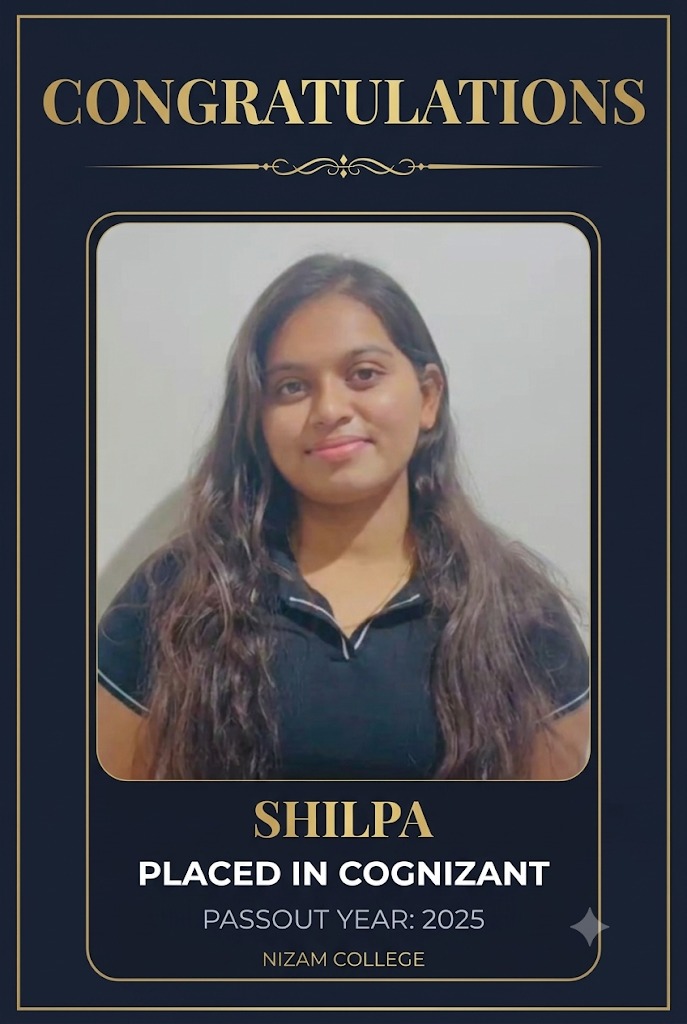 CONGRATULATIONS
SHILPA
PLACED IN COGNIZANT
PASSOUT YEAR: 2025
NIZAM COLLEGE